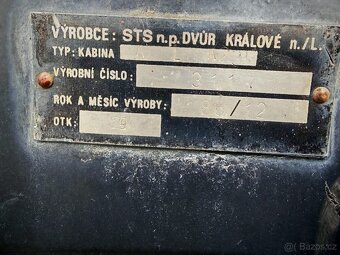 VÝROBCE: STS n.p. DVŮR KRÁLOVÉ n./L.
TYP: KABINA
VÝROBNÍ ČÍSLO:
ROK A MĚSÍC VÝROBY:
OTK:
Bazos.cz